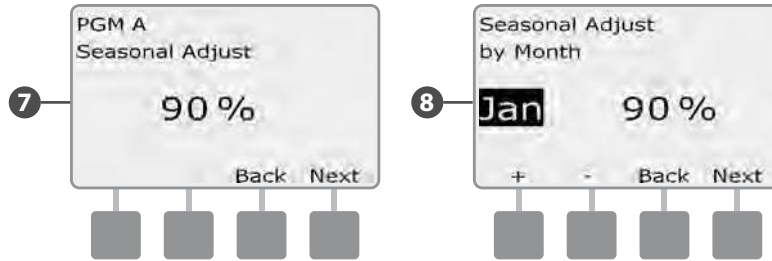 PGM A
Seasonal Adjust
7
90 %
Back Next
Seasonal Adjust
by Month
8
Jan 90 %
+ - Back Next